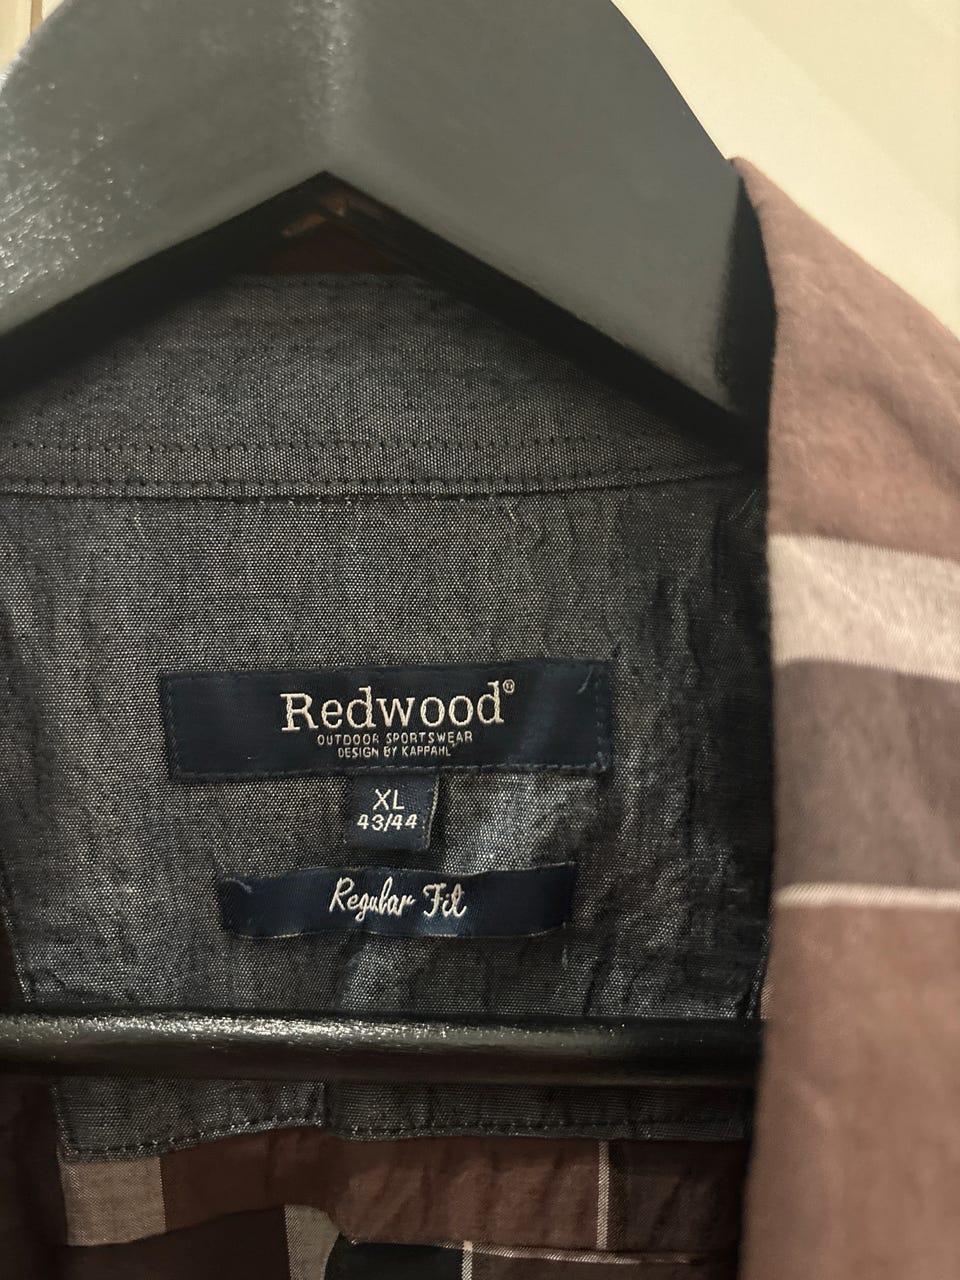 Redwood®
OUTDOOR SPORTSWEAR
DESIGN BY KAPPAHL
XL
43/44
Regular Fit